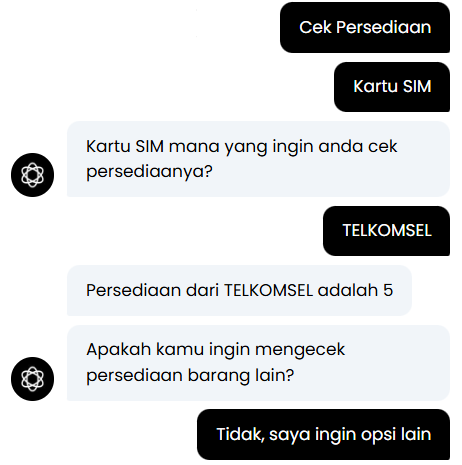 Cek Persediaan
Kartu SIM
Kartu SIM mana yang ingin anda cek
persediaanya?
TELKOMSEL
Persediaan dari TELKOMSEL adalah 5
Apakah kamu ingin mengecek
persediaan barang lain?
Tidak, saya ingin opsi lain